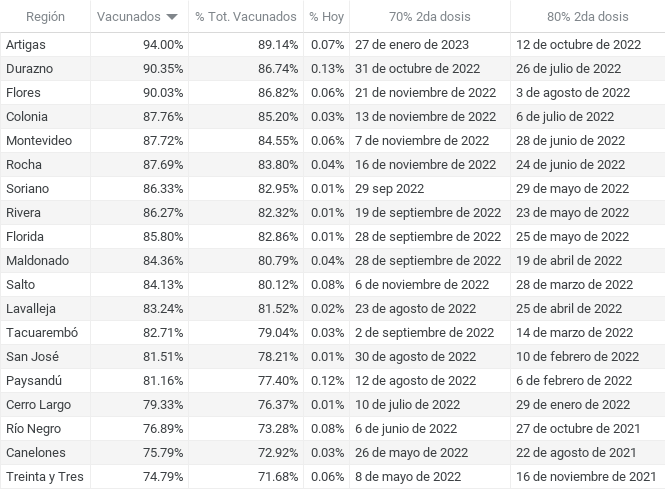 Región Vacunados % Tot. Vacunados % Hoy 70% 2da dosis 80% 2da dosis
Artigas 94.00% 89.14% 0.07% 27 de enero de 2023 12 de octubre de 2022
Durazno 90.35% 86.74% 0.13% 31 de octubre de 2022 26 de julio de 2022
Flores 90.03% 86.82% 0.06% 21 de noviembre de 2022 3 de agosto de 2022
Colonia 87.76% 85.20% 0.03% 13 de noviembre de 2022 6 de julio de 2022
Montevideo 87.72% 84.55% 0.06% 7 de noviembre de 2022 28 de junio de 2022
Rocha 87.69% 83.80% 0.04% 16 de noviembre de 2022 24 de junio de 2022
Soriano 86.33% 82.95% 0.01% 29 sep 2022 29 de mayo de 2022
Rivera 86.27% 82.32% 0.01% 19 de septiembre de 2022 23 de mayo de 2022
Florida 85.80% 82.86% 0.01% 28 de septiembre de 2022 25 de mayo de 2022
Maldonado 84.36% 80.79% 0.04% 28 de septiembre de 2022 19 de abril de 2022
Salto 84.13% 80.12% 0.08% 6 de noviembre de 2022 28 de marzo de 2022
Lavalleja 83.24% 81.52% 0.02% 23 de agosto de 2022 25 de abril de 2022
Tacuarembó 82.71% 79.04% 0.03% 2 de septiembre de 2022 14 de marzo de 2022
San José 81.51% 78.21% 0.01% 30 de agosto de 2022 10 de febrero de 2022
Paysandú 81.16% 77.40% 0.12% 12 de agosto de 2022 6 de febrero de 2022
Cerro Largo 79.33% 76.37% 0.01% 10 de julio de 2022 29 de enero de 2022
Río Negro 76.89% 73.28% 0.08% 6 de junio de 2022 27 de octubre de 2021
Canelones 75.79% 72.92% 0.03% 26 de mayo de 2022 22 de agosto de 2021
Treinta y Tres 74.79% 71.68% 0.06% 8 de mayo de 2022 16 de noviembre de 2021